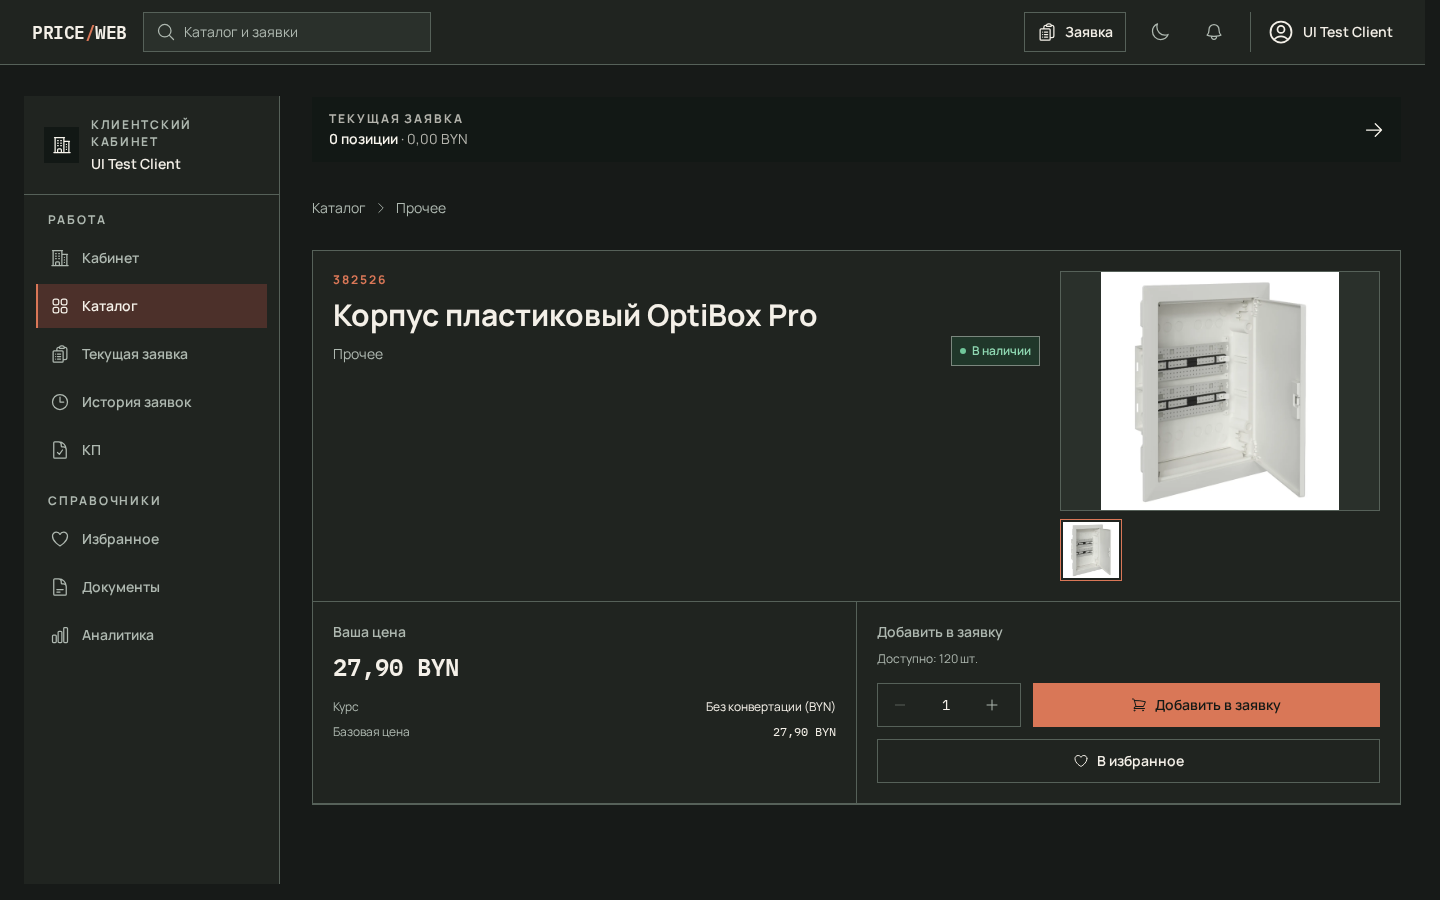 PRICE/WEB
Каталог и заявки
Заявка
UI Test Client
КЛИЕНТСКИЙ
КАБИНЕТ
UI Test Client
РАБОТА
Кабинет
Каталог
Текущая заявка
История заявок
КП
СПРАВОЧНИКИ
Избранное
Документы
Аналитика
ТЕКУЩАЯ ЗАЯВКА
0 позиции · 0,00 BYN
Каталог
Прочее
382526
Корпус пластиковый OptiBox Pro
Прочее
В наличии
Ваша цена
27,90 BYN
Курс
Без конвертации (BYN)
Базовая цена
27,90 BYN
Добавить в заявку
Доступно: 120 шт.
1
Добавить в заявку
В избранное